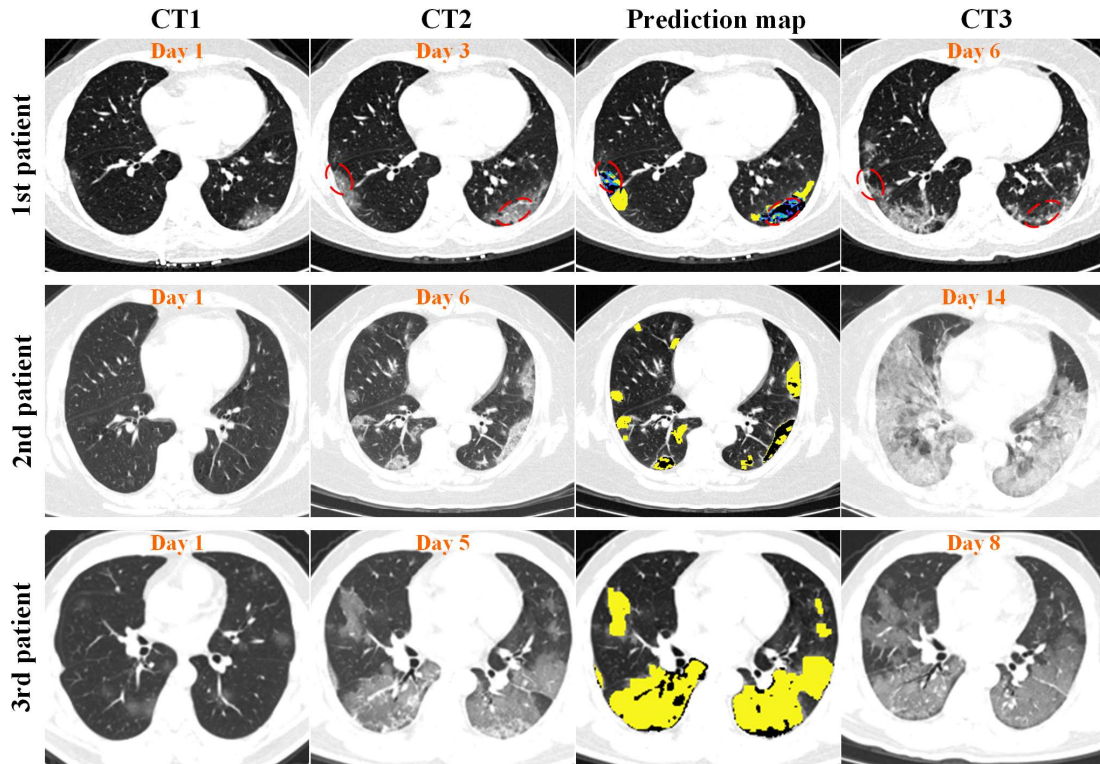 CT1 CT2 Prediction map CT3
1st patient
Day 1 Day 3 Day 6
2nd patient
Day 1 Day 6 Day 14
3rd patient
Day 1 Day 5 Day 8